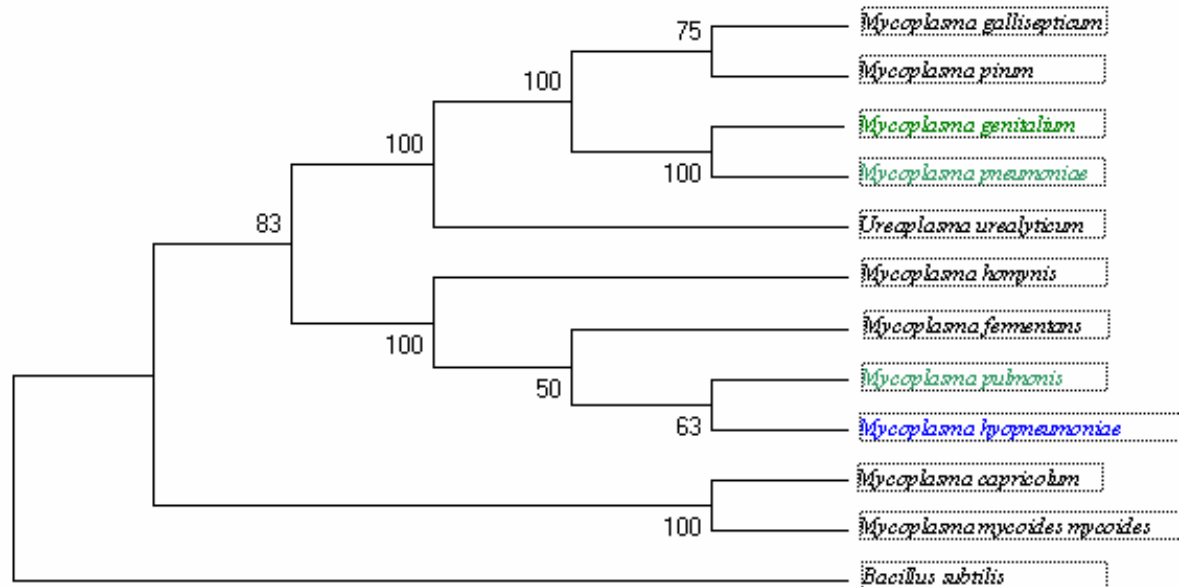 75
Mycoplasma gallisepticum
Mycoplasma pirum
100
Mycoplasma genitalium
100
100
Mycoplasma pneumoniae
83
Ureaplasma urealyticum
Mycoplasma homynis
100
Mycoplasma fermentans
50
Mycoplasma pulmonis
63
Mycoplasma hyopneumoniae
Mycoplasma capricolum
100
Mycoplasma mycoides mycoides
Bacillus subtilis